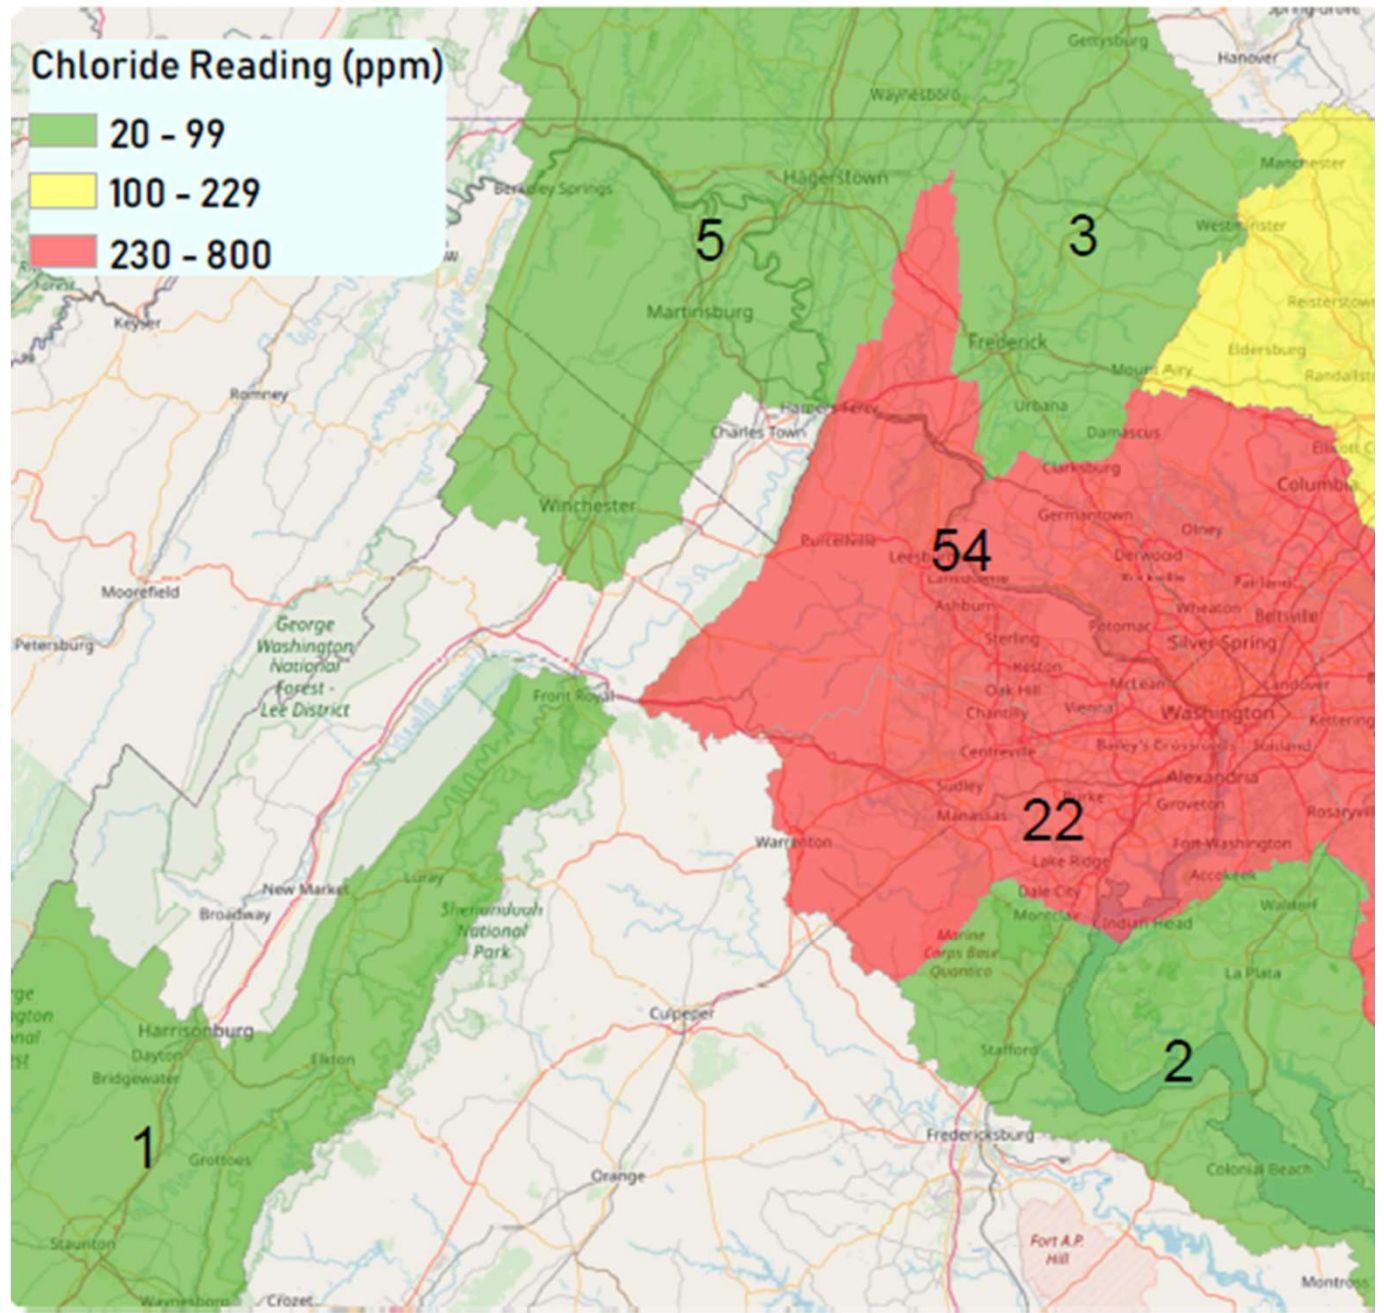 Chloride Reading (ppm)
20 - 99
100 - 229
230 - 800
Gettysburg
Hanover
Waynesboro
Manchester
Hagerstown
Berkeley Springs
Westminster
5
3
Reisterstown
Martinsburg
Keyser
Frederick
Eldersburg
Mount Airy
Romney
Harpers Ferry
Urbana
Charles Town
Damascus
Clarksburg
Columbia
Winchester
Germantown
Olney
Purcellville
54
Derwood
Fairland
Moorefield
Ashburn
Wheaton
Beltsville
George
Washington
National
Forest -
Lee District
Potomac
Sterling
Silver Spring
Petersburg
Reston
McLean
Landover
Oak Hill
Front Royal
Vienna
Chantilly
Washington
Kettering
Centreville
Bailey's Crossroads
Suitland
Alexandria
Sudley
Burke
Groveton
Manassas
22
Warrenton
Fort Washington
Lake Ridge
Luray
Accokeek
New Market
Dale City
Waldorf
Broadway
Shenandoah
National
Park
Montclair
Indian Head
Marine
Corps Base
Quantico
La Plata
Culpeper
Harrisonburg
Stafford
Dayton
Elkton
2
Bridgewater
Fredericksburg
1
Grottoes
Orange
Colonial Beach
Staunton
Fort A.P.
Hill
Montross
Waynesboro
Crozet